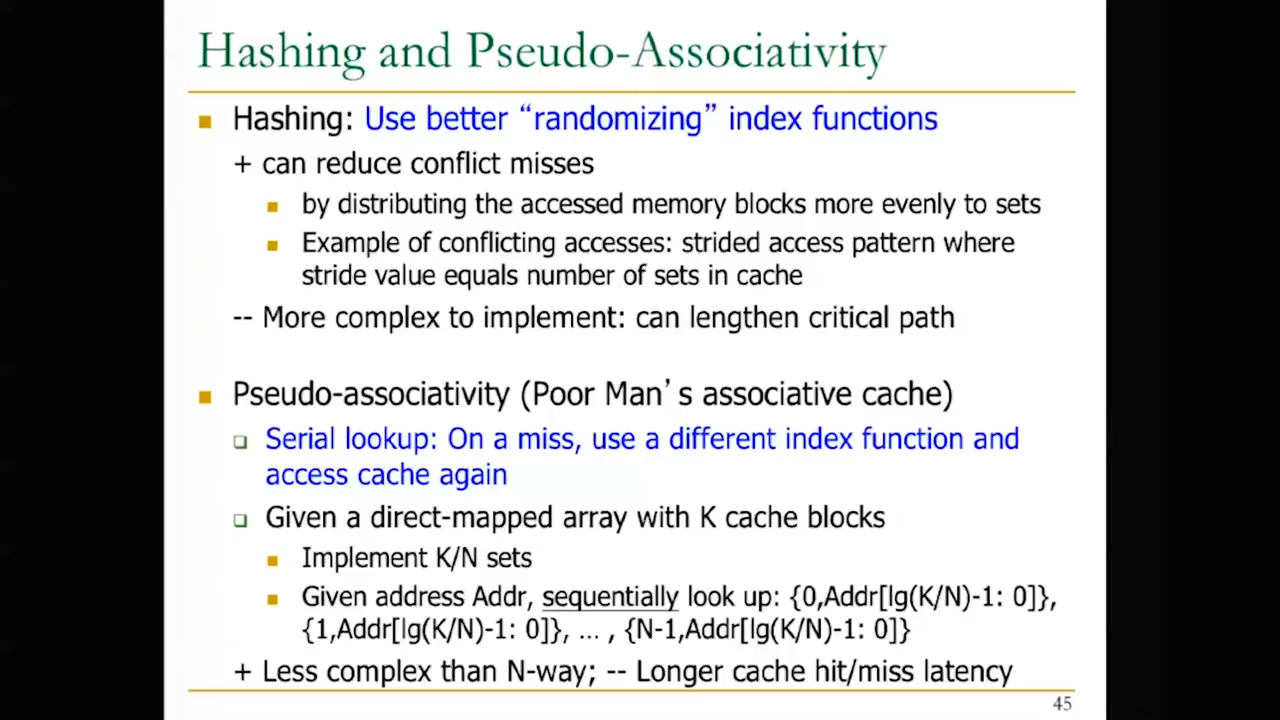 Hashing and Pseudo-Associativity
Hashing: Use better “randomizing” index functions
+ can reduce conflict misses
by distributing the accessed memory blocks more evenly to sets
Example of conflicting accesses: strided access pattern where
stride value equals number of sets in cache
-- More complex to implement: can lengthen critical path
Pseudo-associativity (Poor Man’s associative cache)
Serial lookup: On a miss, use a different index function and
access cache again
Given a direct-mapped array with K cache blocks
Implement K/N sets
Given address Addr, sequentially look up: {0,Addr[lg(K/N)-1: 0]},
{1,Addr[lg(K/N)-1: 0]}, … , {N-1,Addr[lg(K/N)-1: 0]}
+ Less complex than N-way; -- Longer cache hit/miss latency
45